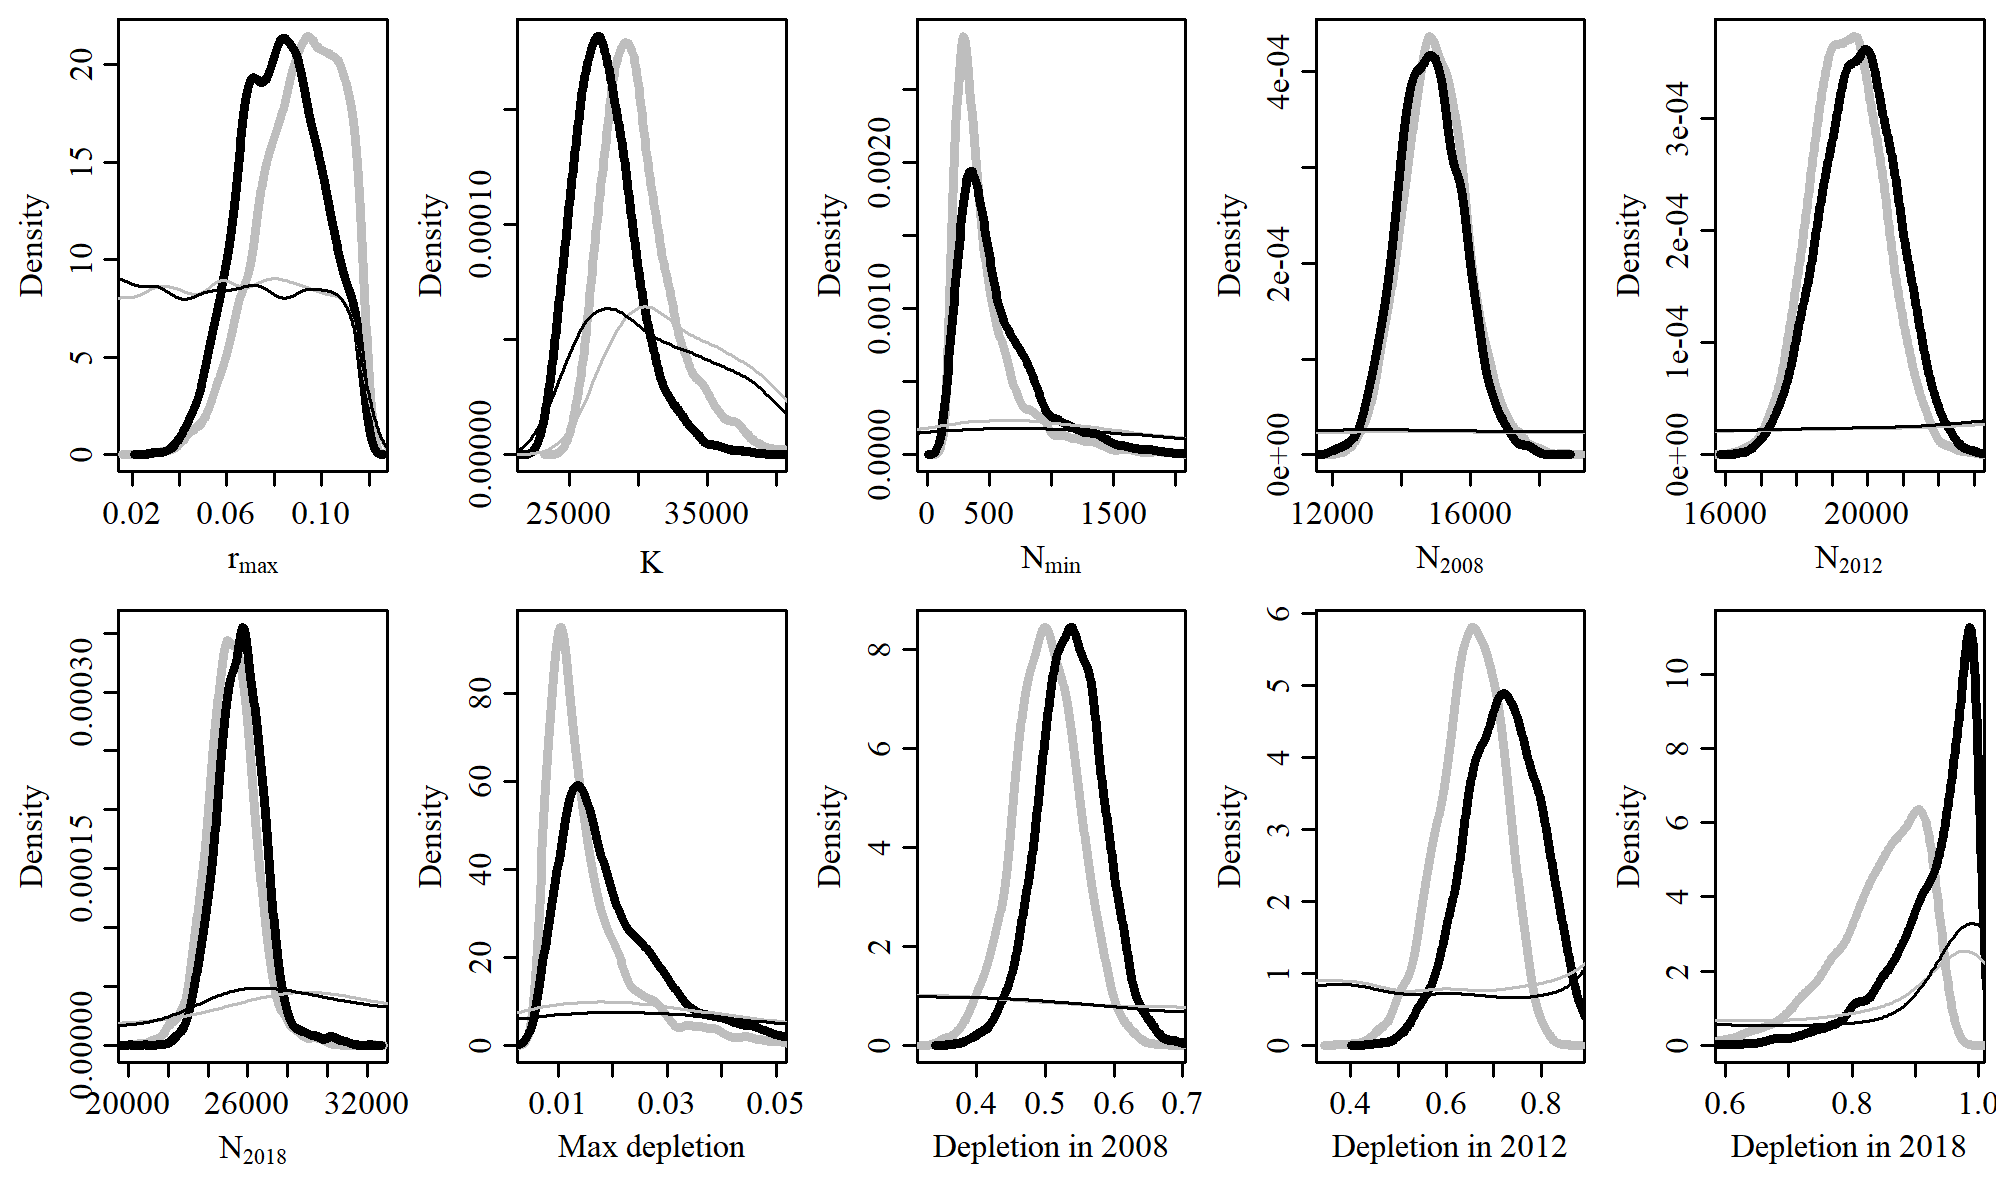 Density
0 5 10 15 20
0.02 0.06 0.10
r_max
Density
0.00000 0.00010
25000 35000
K
Density
0.0000 0.0010 0.0020
0 500 1500
N_min
Density
0e+00 2e-04 4e-04
12000 16000
N_2008
Density
0e+00 1e-04 2e-04 3e-04
16000 20000
N_2012
Density
0.00000 0.00015 0.00030
20000 26000 32000
N_2018
Density
0 20 40 60 80
0.01 0.03 0.05
Max depletion
Density
0 2 4 6 8
0.4 0.5 0.6 0.7
Depletion in 2008
Density
0 1 2 3 4 5 6
0.4 0.6 0.8
Depletion in 2012
Density
0 2 4 6 8 10
0.6 0.8 1.0
Depletion in 2018